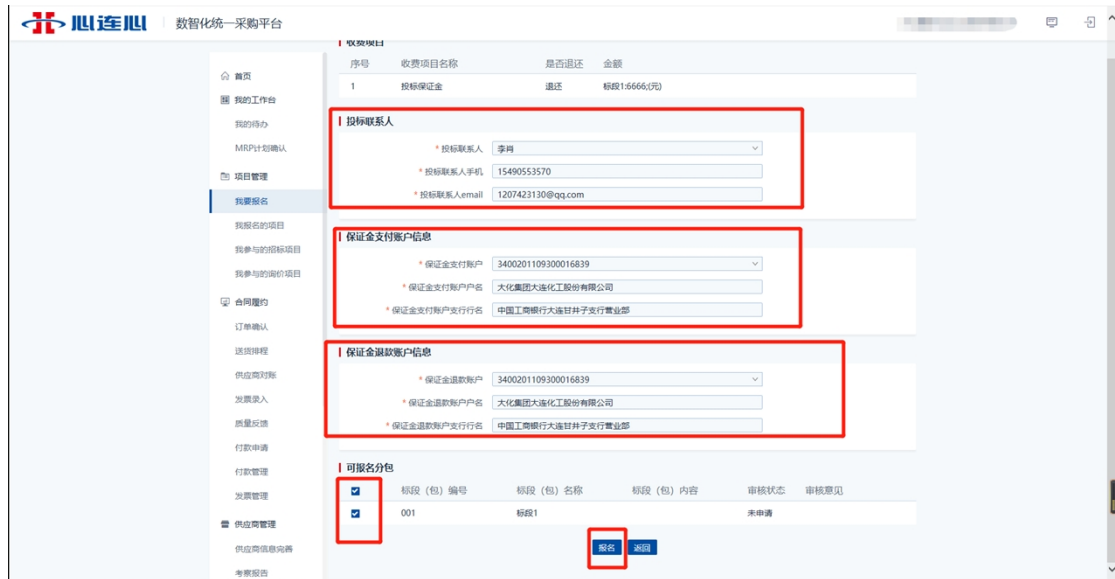 心连心 数智化统一采购平台
收费项目
序号 收费项目名称 是否退还 金额
1 投标保证金 退还 标段1:6666;(元)
首页
我的工作台
我的待办
MRP计划确认
项目管理
我要报名
我报名的项目
我参与的招标项目
我参与的询价项目
合同履约
订单确认
送货排程
供应商对账
发票录入
质量反馈
付款申请
付款管理
发票管理
供应商管理
供应商信息完善
考察报告
投标联系人
* 投标联系人 李肖
* 投标联系人手机 15490553570
* 投标联系人email 1207423130@qq.com
保证金支付账户信息
* 保证金支付账户 3400201109300016839
* 保证金支付账户户名 大化集团大连化工股份有限公司
* 保证金支付账户支行行名 中国工商银行大连甘井子支行营业部
保证金退款账户信息
* 保证金退款账户 3400201109300016839
* 保证金退款账户户名 大化集团大连化工股份有限公司
* 保证金退款账户支行行名 中国工商银行大连甘井子支行营业部
可报名分包
标段（包）编号 标段（包）名称 标段（包）内容 审核状态 审核意见
001 标段1 未申请
报名 返回